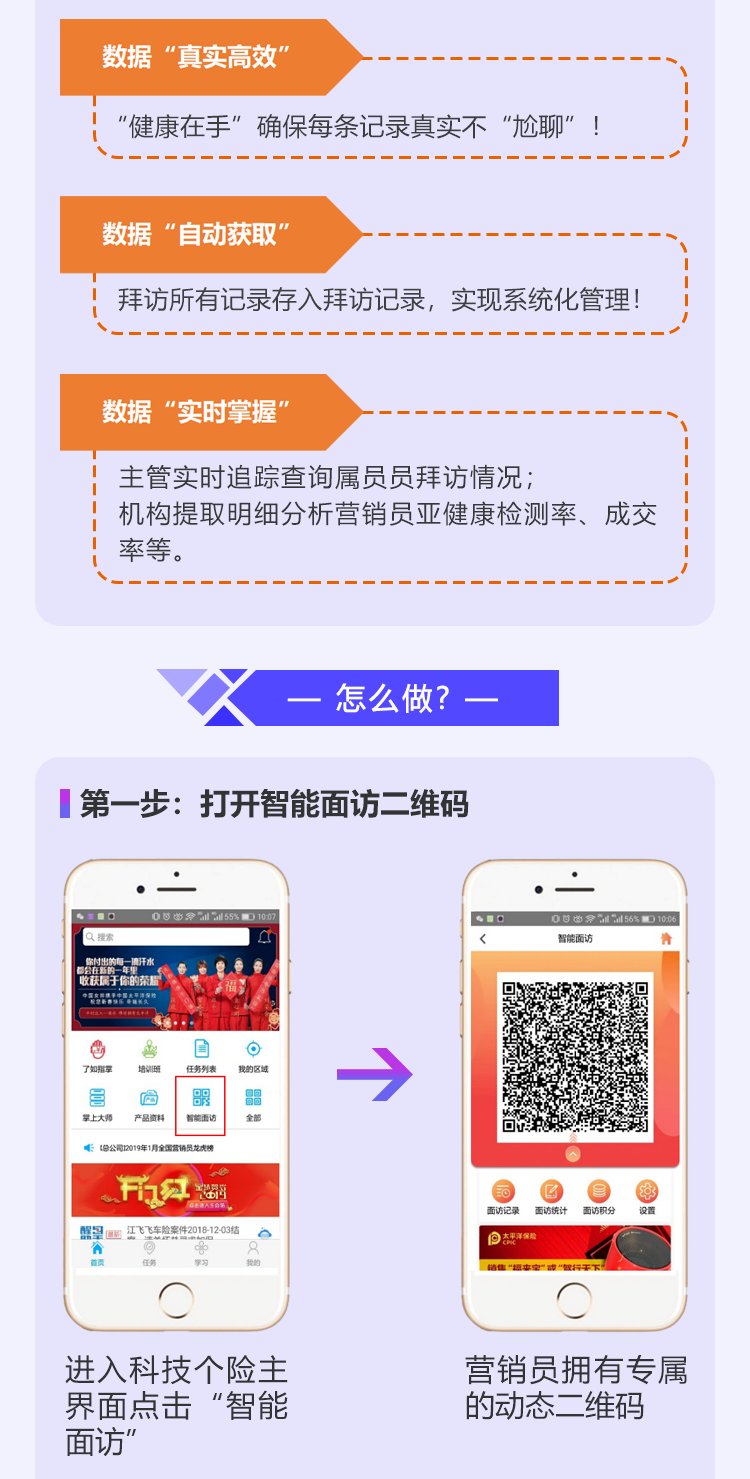 数据“真实高效”
“健康在手”确保每条记录真实不“尬聊”！
数据“自动获取”
拜访所有记录存入拜访记录，实现系统化管理！
数据“实时掌握”
主管实时追踪查询属员员拜访情况；
机构提取明细分析营销员亚健康检测率、成交
率等。
— 怎么做? —
第一步：打开智能面访二维码
55% 10:07
搜索
你付出的每一滴汗水
都会在新的一年里
收获属于你的荣耀
了如指掌 培训班 任务列表 我的区域
掌上大师 产品资料 智能面访 全部
【总公司】2019年1月全国营销员龙虎榜
江飞飞车险案件2018-12-03结
首页 任务 学习 我的
56% 10:06
智能面访
面访记录 面访统计 面访积分 设置
太平洋保险
CPIC
销售“福来宝”或“驾行天下”
进入科技个险主
界面点击“智能
面访”
营销员拥有专属
的动态二维码